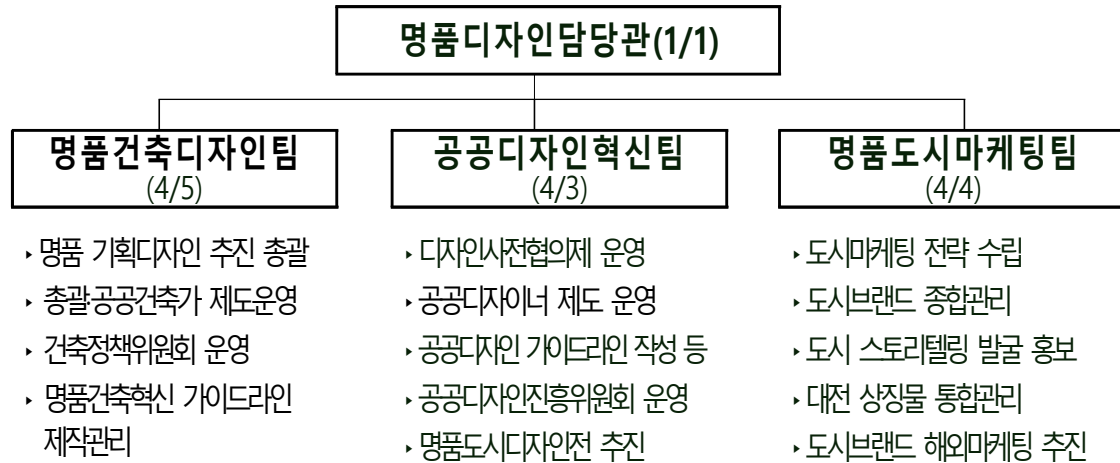 명품디자인담당관(1/1)
명품건축디자인팀
(4/5)
‣ 명품 기획디자인 추진 총괄
‣ 총괄·공공건축가 제도운영
‣ 건축정책위원회 운영
‣ 명품건축혁신 가이드라인
제작관리
공공디자인혁신팀
(4/3)
‣ 디자인사전협의제 운영
‣ 공공디자이너 제도 운영
‣ 공공디자인 가이드라인 작성 등
‣ 공공디자인진흥위원회 운영
‣ 명품도시디자인전 추진
명품도시마케팅팀
(4/4)
‣ 도시마케팅 전략 수립
‣ 도시브랜드 종합관리
‣ 도시 스토리텔링 발굴 홍보
‣ 대전 상징물 통합관리
‣ 도시브랜드 해외마케팅 추진